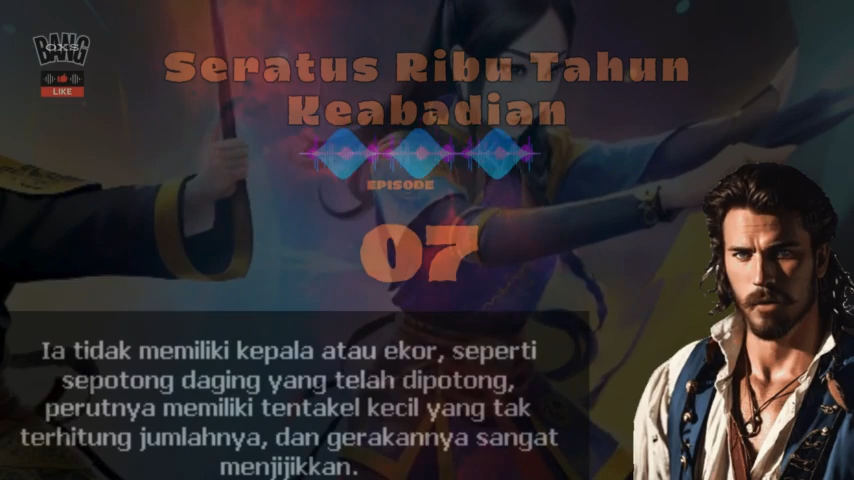 BANG
OXS
LIKE
Seratus Ribu Tahun
Keabadian
EPISODE
07
Ia tidak memiliki kepala atau ekor, seperti
sepotong daging yang telah dipotong,
perutnya memiliki tentakel kecil yang tak
terhitung jumlahnya, dan gerakannya sangat
menjijikkan.